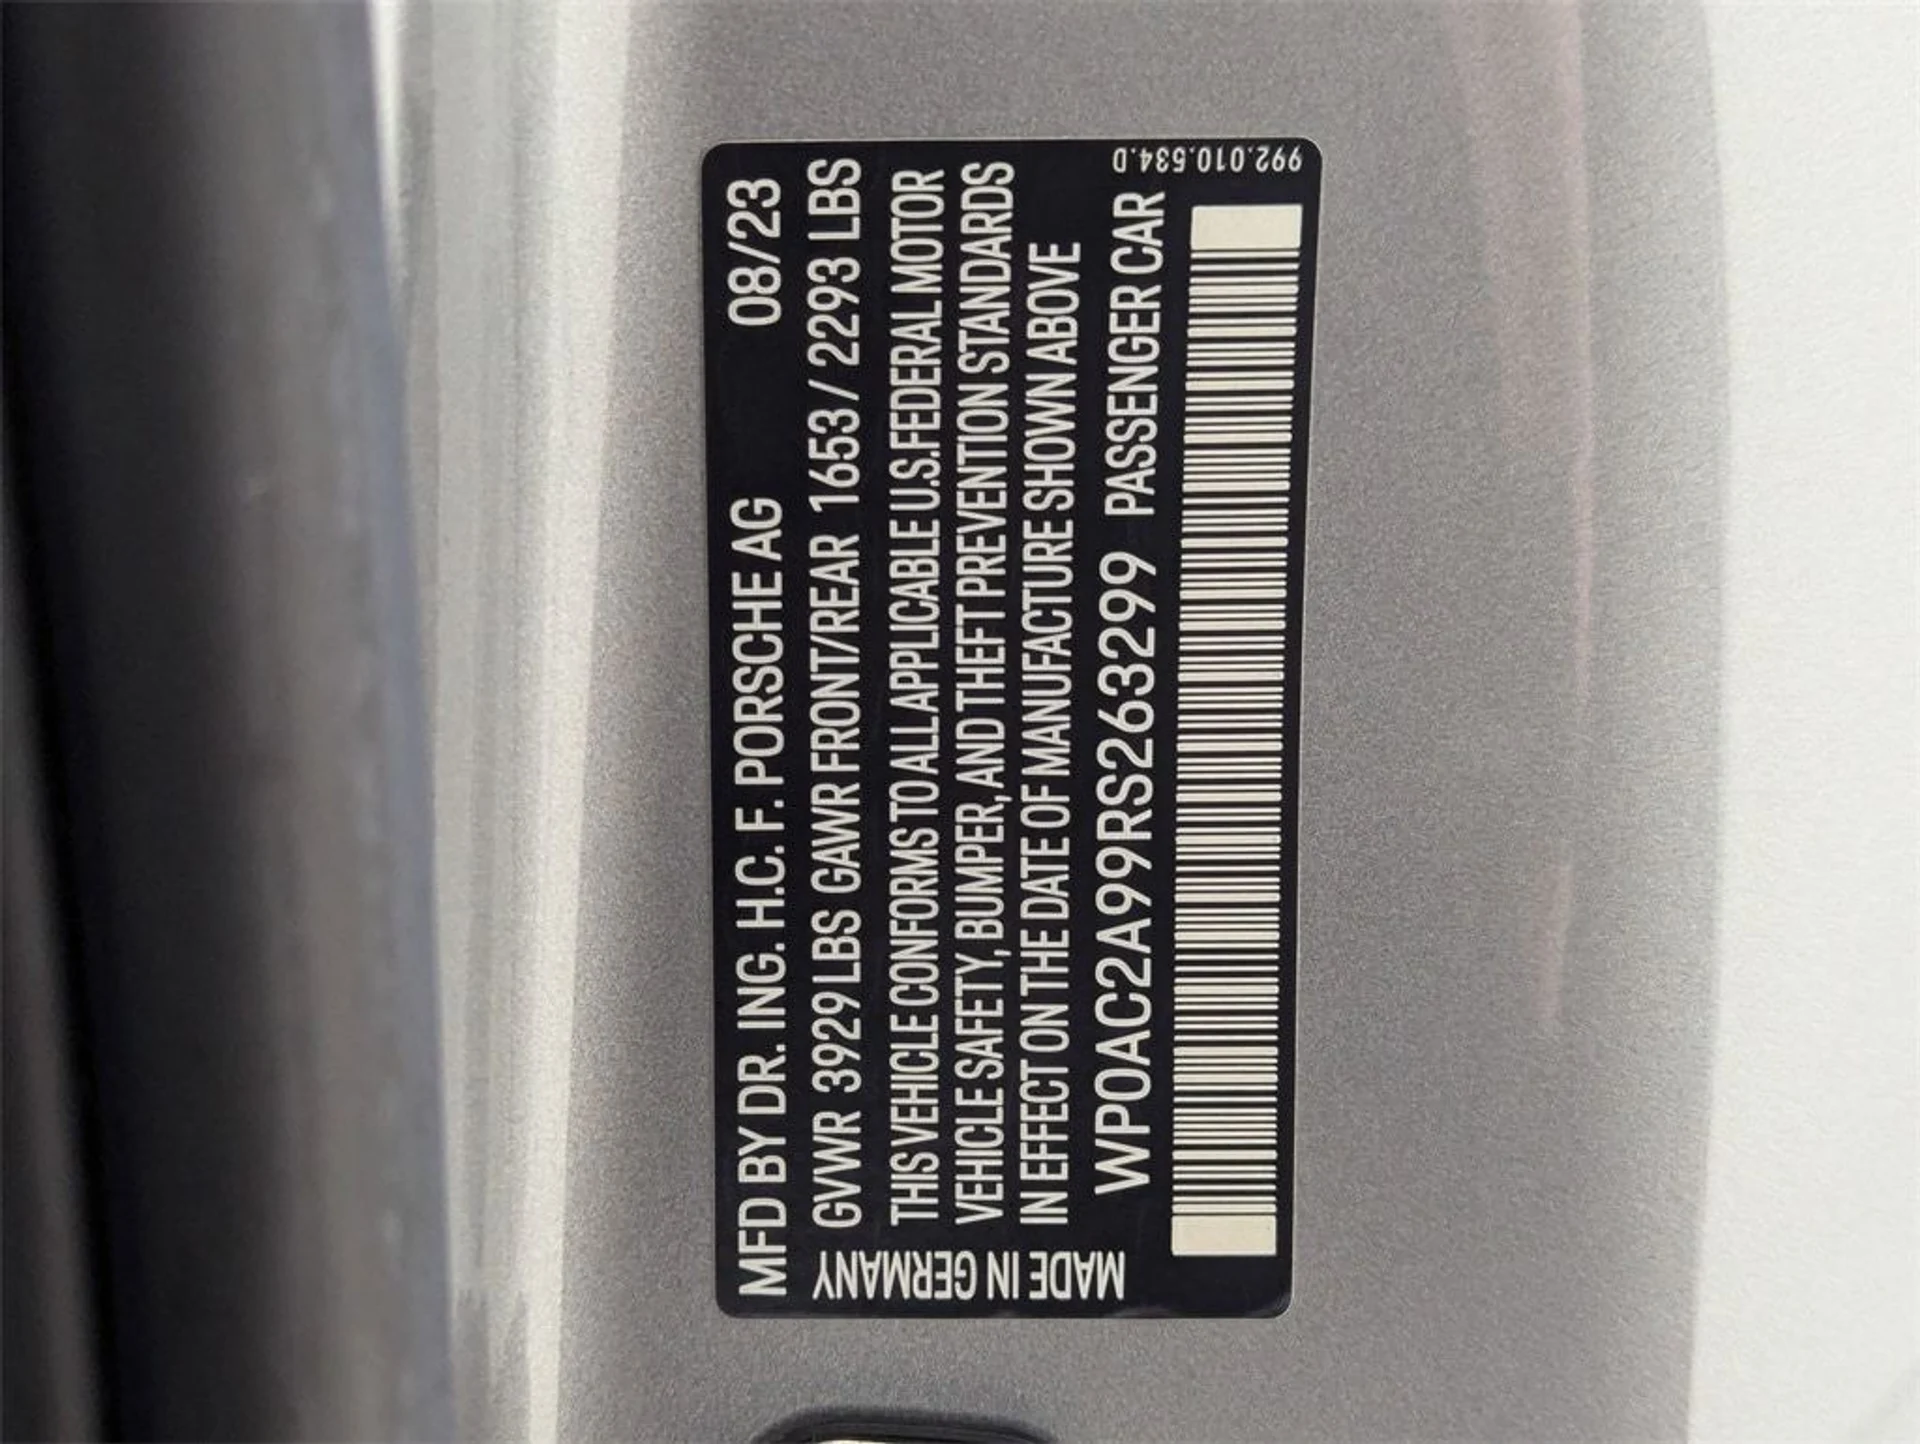 MFD BY DR. ING. H.C. F. PORSCHE AG 08/23
GVWR 3929 LBS GAWR FRONT/REAR 1653 / 2293 LBS
THIS VEHICLE CONFORMS TO ALL APPLICABLE U.S.FEDERAL MOTOR
VEHICLE SAFETY, BUMPER, AND THEFT PREVENTION STANDARDS
IN EFFECT ON THE DATE OF MANUFACTURE SHOWN ABOVE
WP0AC2A99RS263299 PASSENGER CAR
MADE IN GERMANY
992.010.534.D